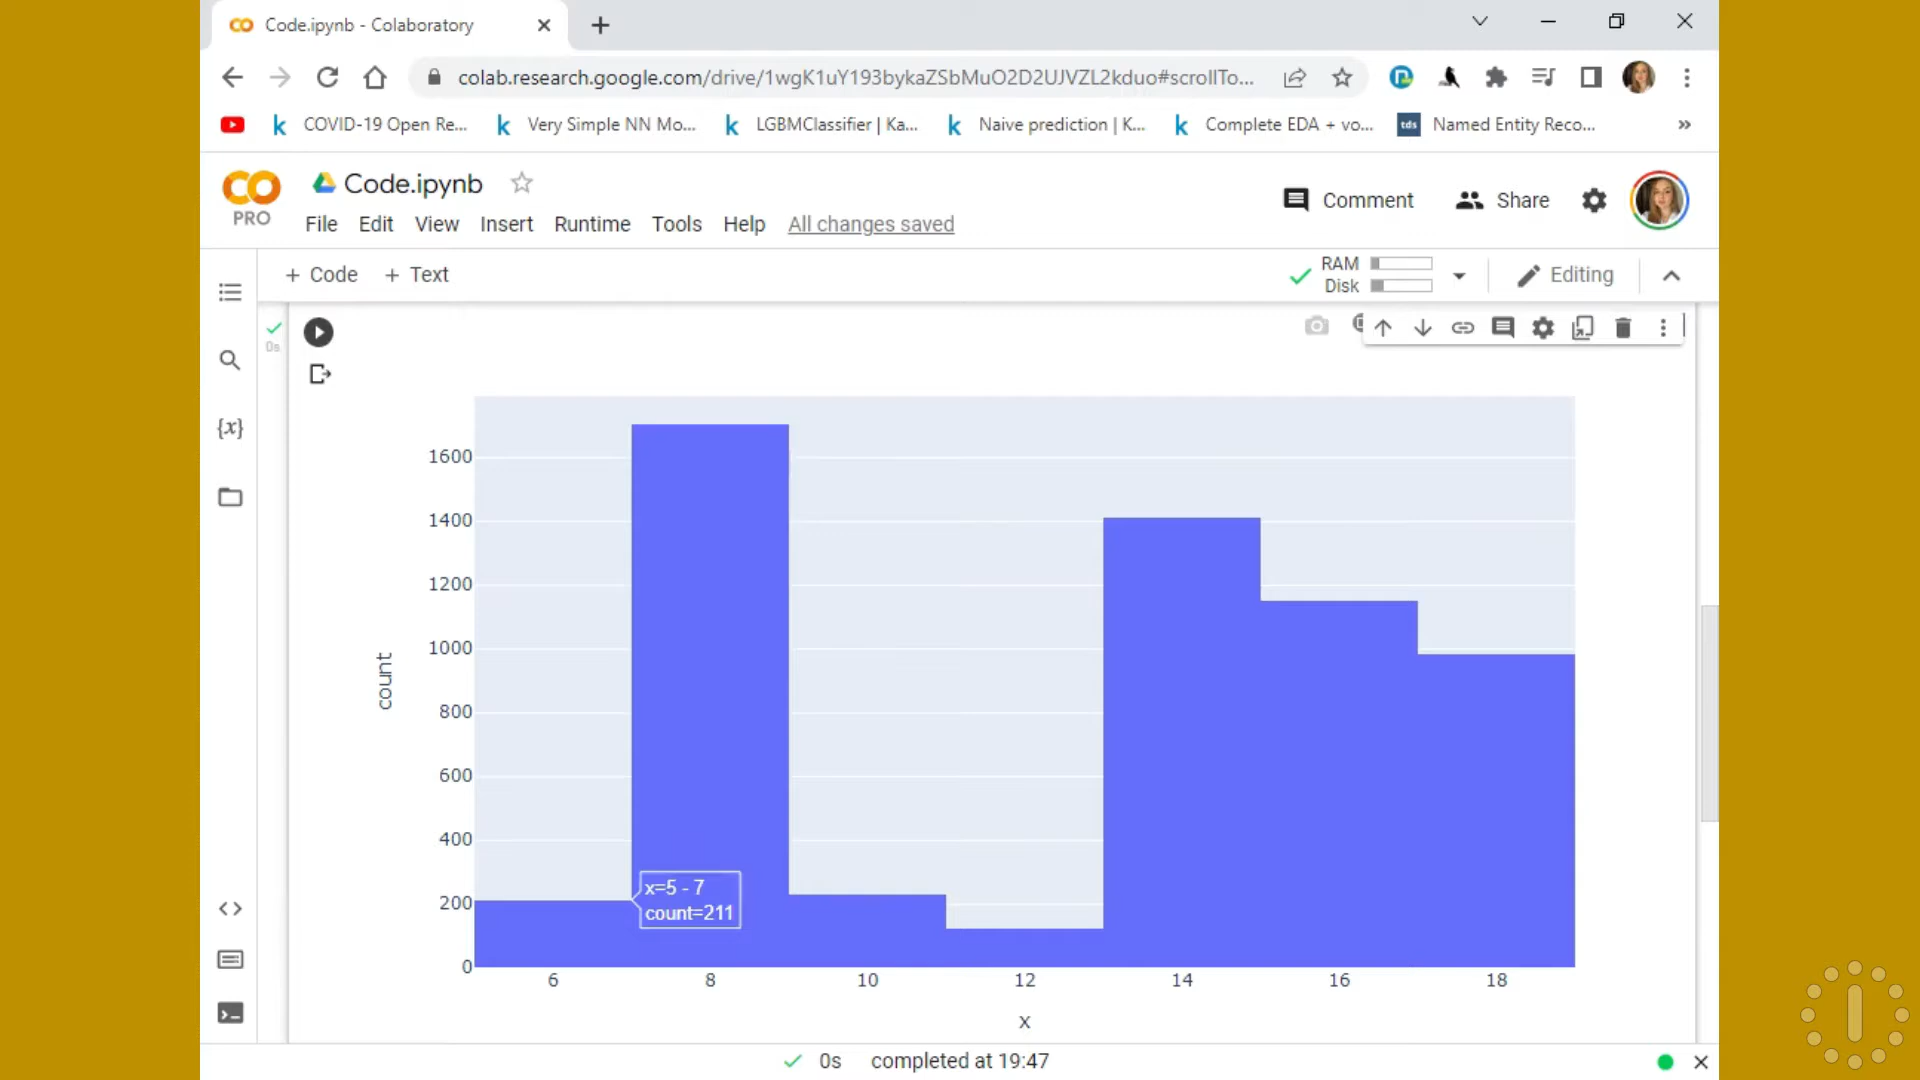 Code.ipynb - Colaboratory
colab.research.google.com/drive/1wgK1uY193bykaZSbMuO2D2UJVZL2kduo#scrollTo...
COVID-19 Open Re... Very Simple NN Mo... LGBMClassifier | Ka... Naive prediction | K... Complete EDA + vo... tds Named Entity Reco... »
PRO
Code.ipynb
File Edit View Insert Runtime Tools Help All changes saved
Comment Share
+ Code + Text
RAM
Disk
Editing
0s
{x}
1600
1400
1200
1000
800
600
400
200
0
count
x=5 - 7
count=211
6 8 10 12 14 16 18
x
0s completed at 19:47